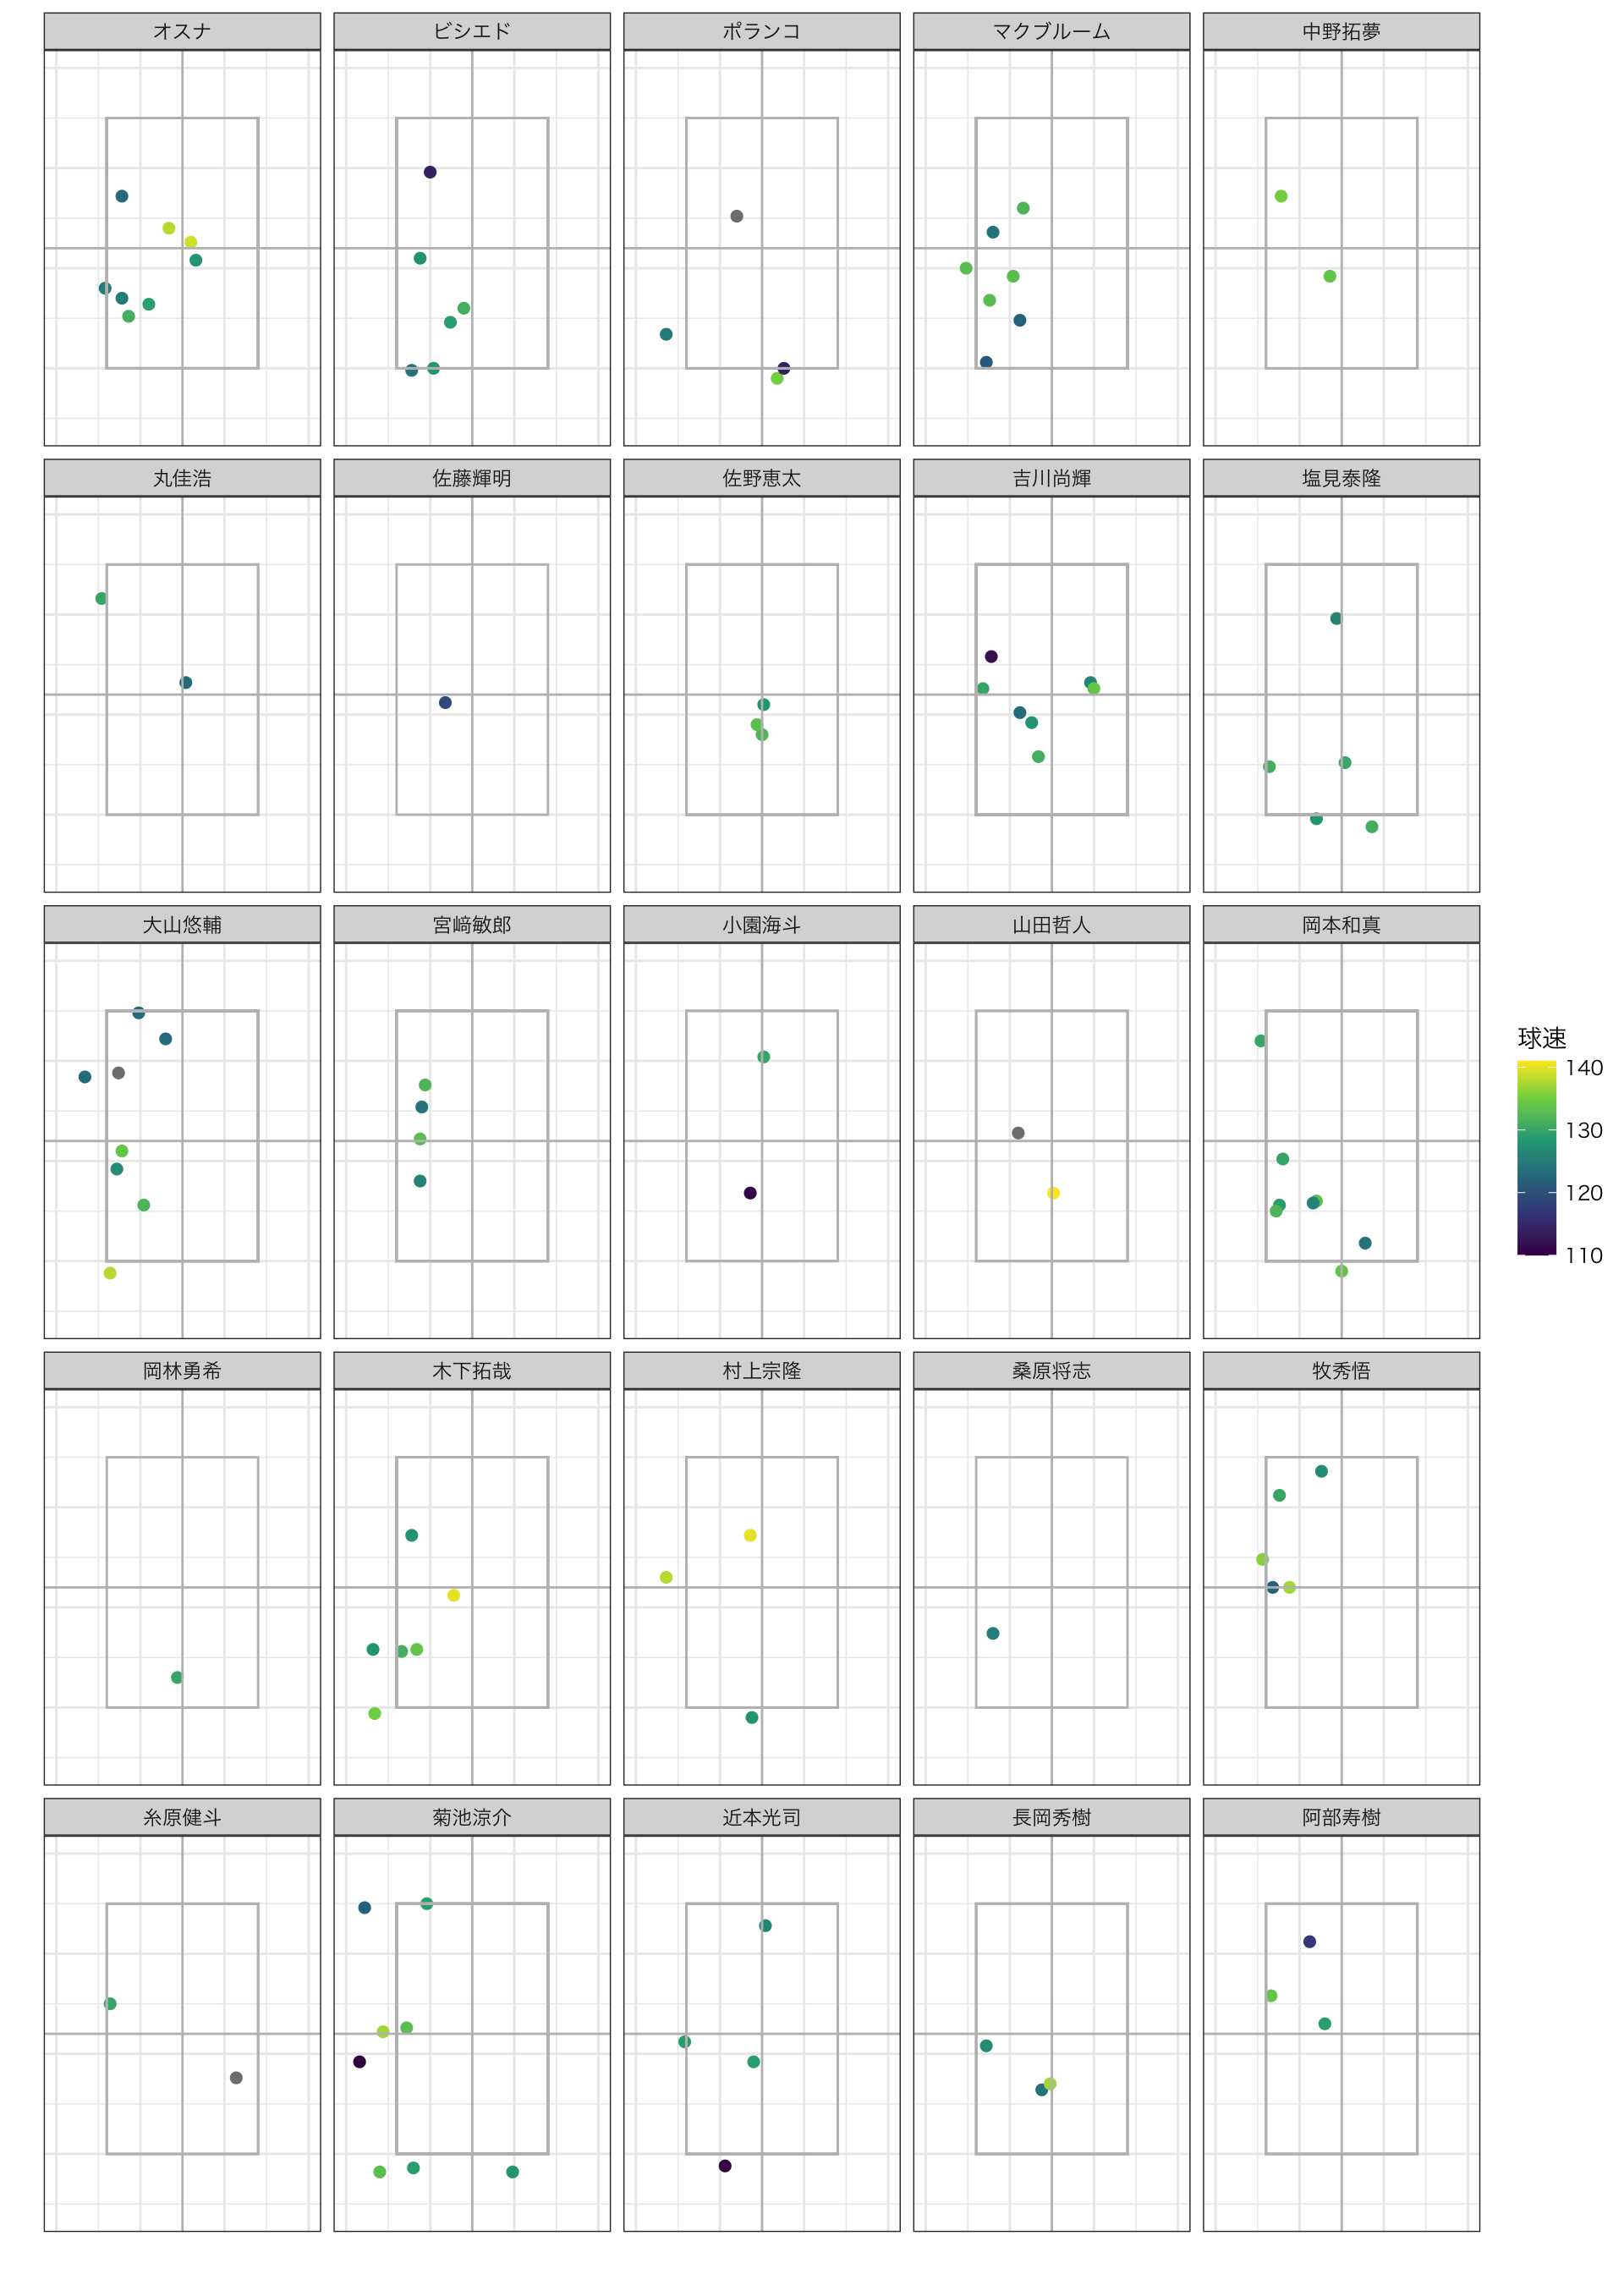 オスナ
ビシエド
ポランコ
マクブルーム
中野拓夢
丸佳浩
佐藤輝明
佐野恵太
吉川尚輝
塩見泰隆
大山悠輔
宮﨑敏郎
小園海斗
山田哲人
岡本和真
球速
140
130
120
110
岡林勇希
木下拓哉
村上宗隆
桑原将志
牧秀悟
糸原健斗
菊池涼介
近本光司
長岡秀樹
阿部寿樹